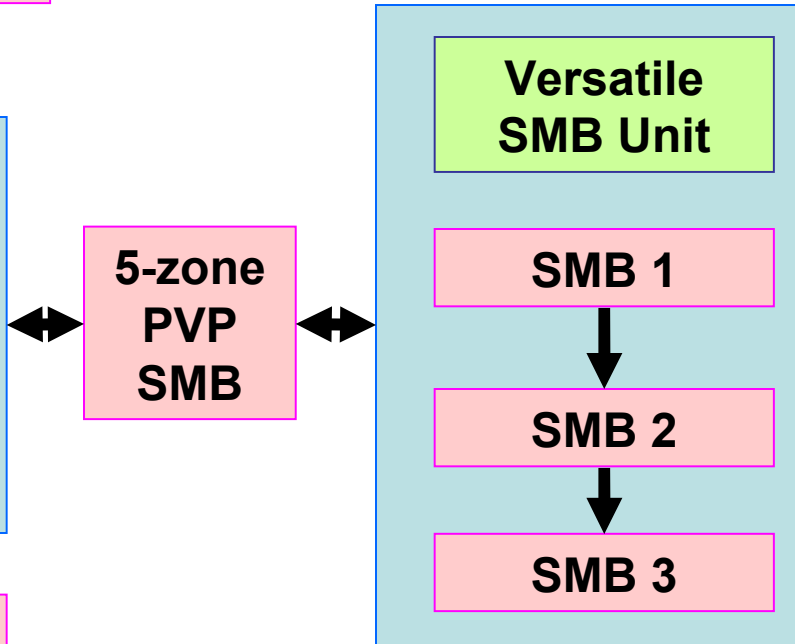 Versatile
SMB Unit
5-zone
PVP
SMB
SMB 1
SMB 2
SMB 3